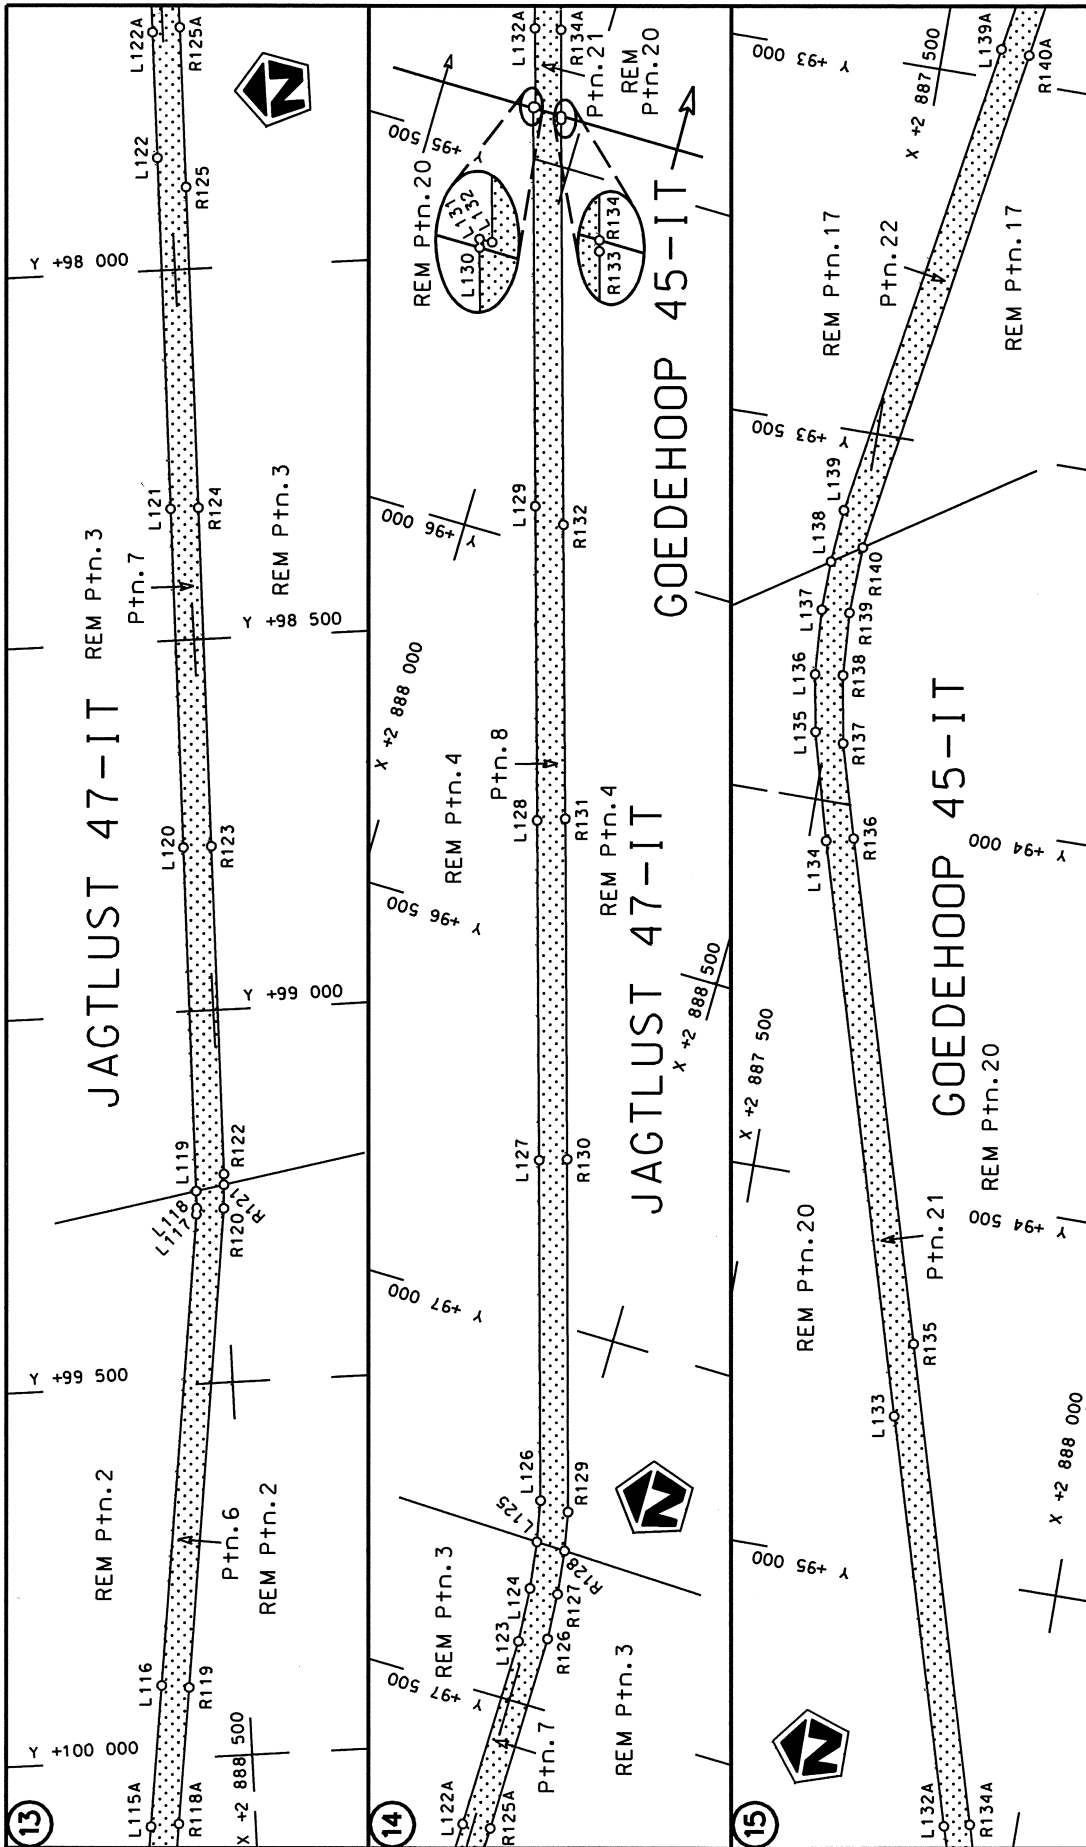 13
L115A
R118A
X +2 888 500
Y +100 000
L116
R119
REM Ptn.2
Ptn.6
REM Ptn.2
Y +99 500
L117
L118
L119
R120
R121
R122
Y +99 000
JAGTLUST 47-IT
L120
R123
Y +98 500
REM Ptn.3
Ptn.7
REM Ptn.3
L121
R124
Y +98 000
L122
R125
L122A
R125A
N
14
L122A
R125A
Ptn.7
REM Ptn.3
Y +97 500
REM Ptn.3
L123
R126
L124
R127
L125
R128
L126
R129
N
Y +97 000
L127
R130
JAGTLUST 47-IT
X +2 888 500
Y +96 500
REM Ptn.4
Ptn.8
REM Ptn.4
L128
R131
X +2 888 000
Y +96 000
L129
R132
GOEDEHOOP 45-IT
REM Ptn.20
L130
L131
L132
R133
R134
Y +95 500
L132A
R134A
Ptn.21
REM
Ptn.20
15
L132A
R134A
N
Y +95 000
X +2 888 000
L133
R135
REM Ptn.20
Ptn.21
REM Ptn.20
Y +94 500
X +2 887 500
GOEDEHOOP 45-IT
Y +94 000
L134
R136
L135
R137
L136
R138
L137
R139
L138
R140
L139
Y +93 500
REM Ptn.17
Ptn.22
REM Ptn.17
X +2 887 500
Y +93 000
L139A
R140A